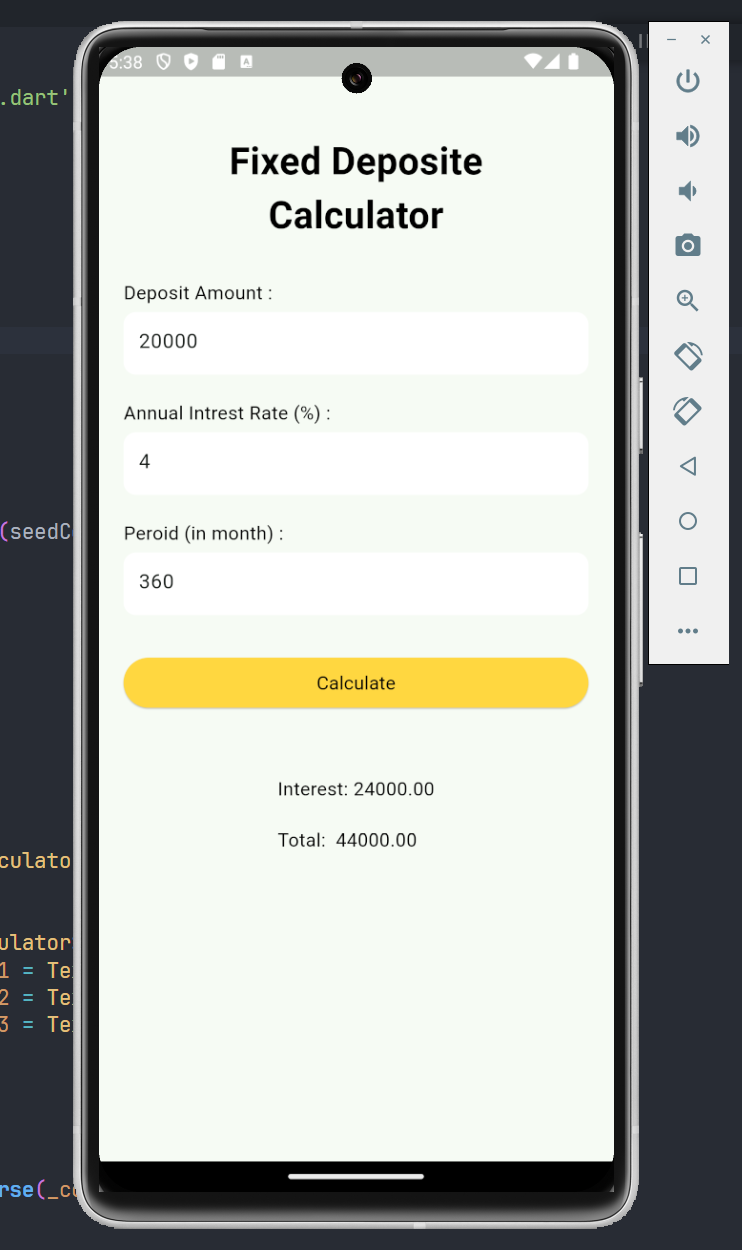 5:38
.dart'
Fixed Deposite
Calculator
Deposit Amount :
20000
Annual Intrest Rate (%) :
4
(seedC
Peroid (in month) :
360
Calculate
Interest: 24000.00
Total: 44000.00
culato
ulator
1 = Te
2 = Te
3 = Te
rse(_c